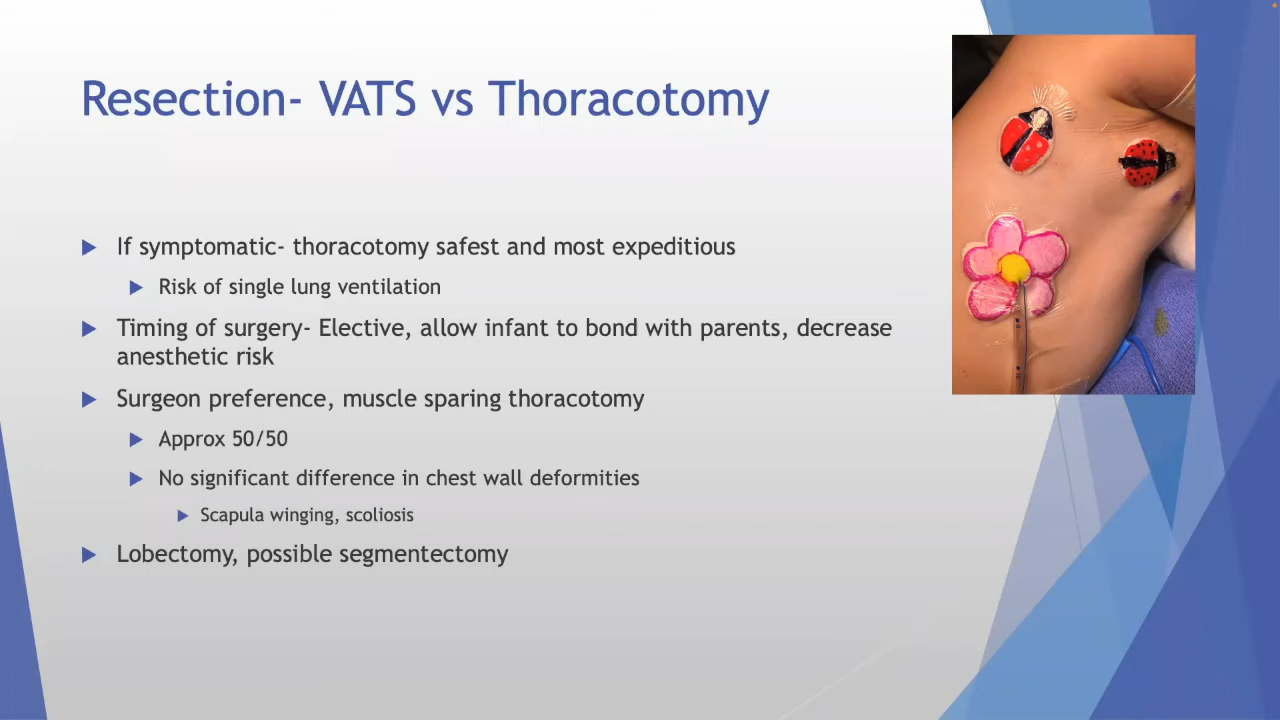 Resection- VATS vs Thoracotomy
If symptomatic- thoracotomy safest and most expeditious
Risk of single lung ventilation
Timing of surgery- Elective, allow infant to bond with parents, decrease
anesthetic risk
Surgeon preference, muscle sparing thoracotomy
Approx 50/50
No significant difference in chest wall deformities
Scapula winging, scoliosis
Lobectomy, possible segmentectomy